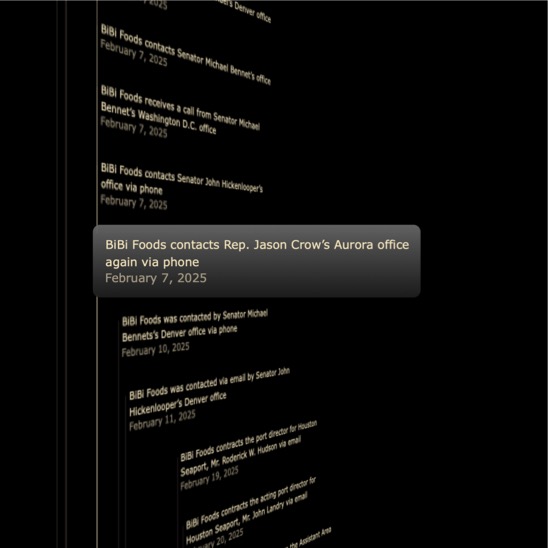 's Denver office
2025
BiBi Foods contacts Senator Michael Bennet's office
February 7, 2025
BiBi Foods receives a call from Senator Michael
Bennet's Washington D.C. office
February 7, 2025
BiBi Foods contacts Senator John Hickenlooper's
office via phone
February 7, 2025
BiBi Foods contacts Rep. Jason Crow's Aurora office
again via phone
February 7, 2025
BiBi Foods was contacted by Senator Michael
Bennets's Denver office via phone
February 10, 2025
BiBi Foods was contacted via email by Senator John
Hickenlooper's Denver office
February 11, 2025
BiBi Foods contracts the port director for Houston
Seaport, Mr. Roderick W. Hudson via email
February 19, 2025
BiBi Foods contracts the acting port director for
Houston Seaport, Mr. John Landry via email
20, 2025
the Assistant Area